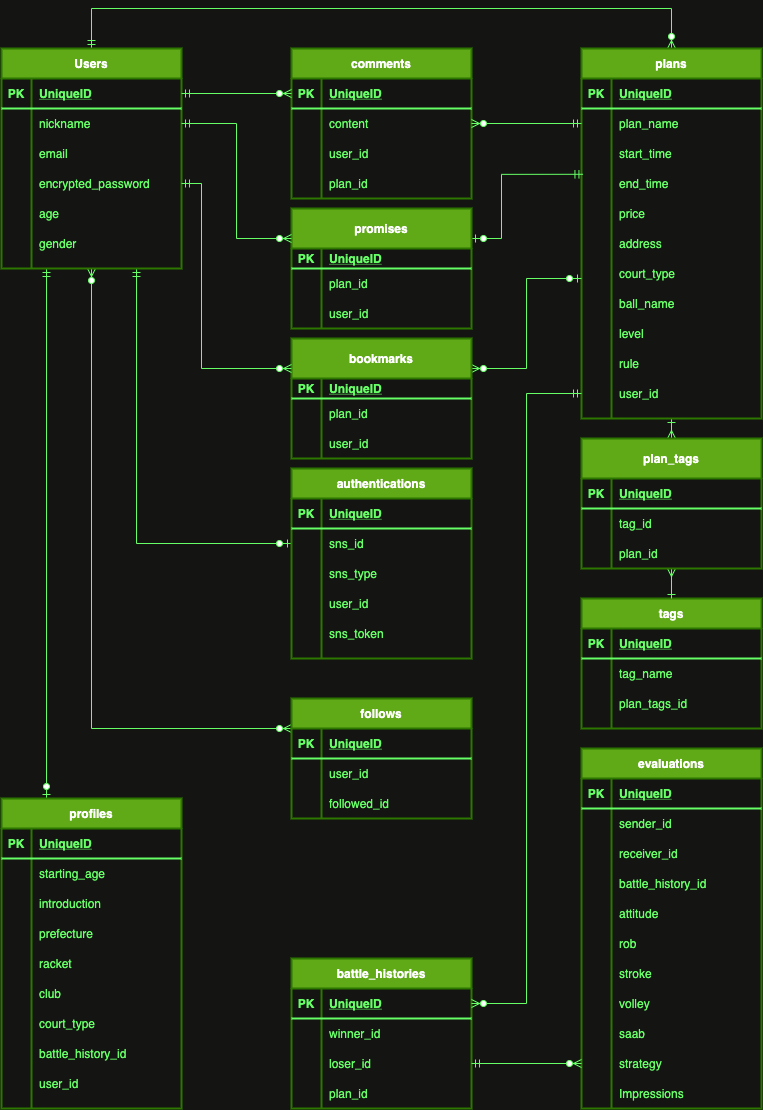 Users
PK UniqueID
nickname
email
encrypted_password
age
gender
comments
PK UniqueID
content
user_id
plan_id
plans
PK UniqueID
plan_name
start_time
end_time
price
address
court_type
ball_name
level
rule
user_id
promises
PK UniqueID
plan_id
user_id
bookmarks
PK UniqueID
plan_id
user_id
authentications
PK UniqueID
sns_id
sns_type
user_id
sns_token
plan_tags
PK UniqueID
tag_id
plan_id
tags
PK UniqueID
tag_name
plan_tags_id
follows
PK UniqueID
user_id
followed_id
evaluations
PK UniqueID
sender_id
receiver_id
battle_history_id
attitude
rob
stroke
volley
saab
strategy
Impressions
profiles
PK UniqueID
starting_age
introduction
prefecture
racket
club
court_type
battle_history_id
user_id
battle_histories
PK UniqueID
winner_id
loser_id
plan_id